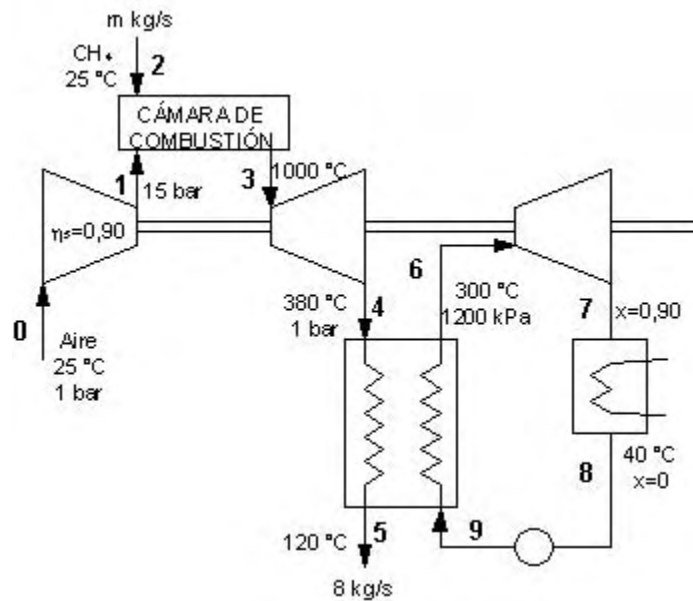 m kg/s
CH₄
25 °C
2
CÁMARA DE
COMBUSTIÓN
1
15 bar
3
1000 °C
ηs=0,90
0
Aire
25 °C
1 bar
380 °C
1 bar
4
6
300 °C
1200 kPa
7
x=0,90
8
40 °C
x=0
120 °C
5
9
8 kg/s